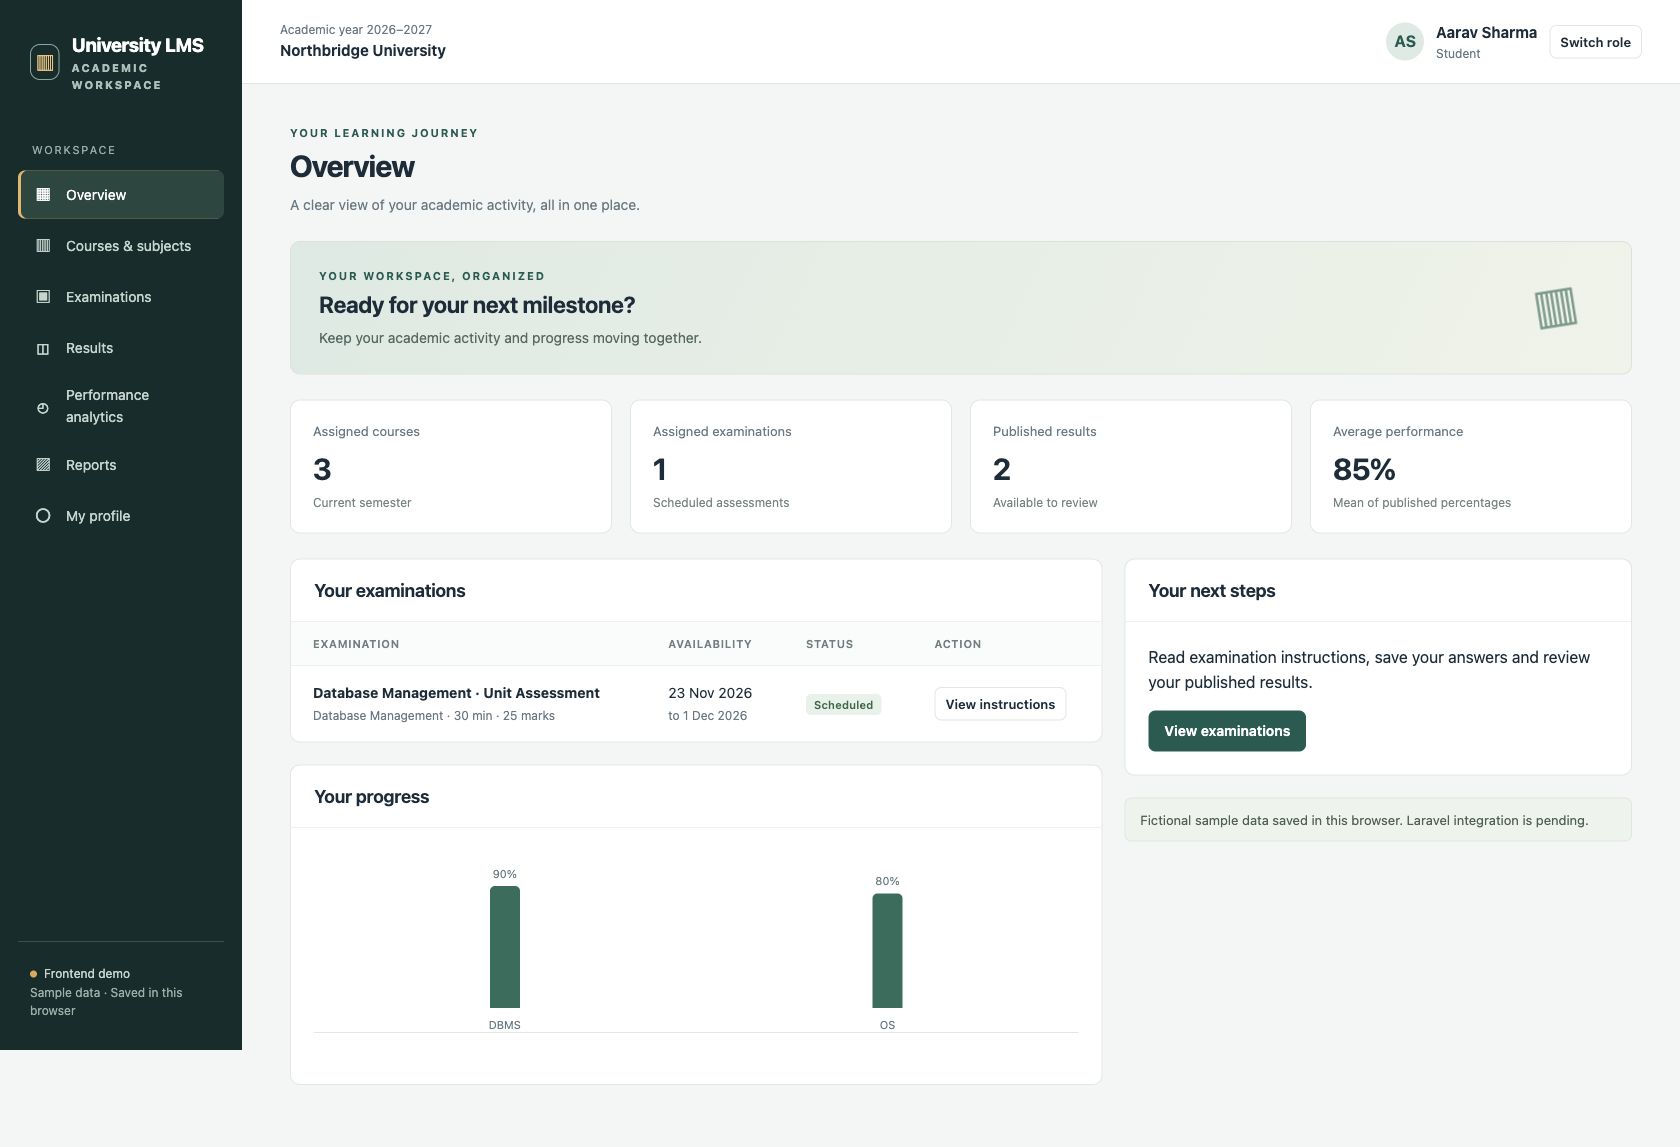 University LMS
ACADEMIC
WORKSPACE
WORKSPACE
Overview
Courses & subjects
Examinations
Results
Performance
analytics
Reports
My profile
Frontend demo
Sample data · Saved in this
browser
Academic year 2026–2027
Northbridge University
AS
Aarav Sharma
Student
Switch role
YOUR LEARNING JOURNEY
Overview
A clear view of your academic activity, all in one place.
YOUR WORKSPACE, ORGANIZED
Ready for your next milestone?
Keep your academic activity and progress moving together.
Assigned courses
3
Current semester
Assigned examinations
1
Scheduled assessments
Published results
2
Available to review
Average performance
85%
Mean of published percentages
Your examinations
EXAMINATION AVAILABILITY STATUS ACTION
Database Management · Unit Assessment 23 Nov 2026
Database Management · 30 min · 25 marks to 1 Dec 2026
Scheduled
View instructions
Your progress
90%
80%
DBMS
OS
Your next steps
Read examination instructions, save your answers and review
your published results.
View examinations
Fictional sample data saved in this browser. Laravel integration is pending.